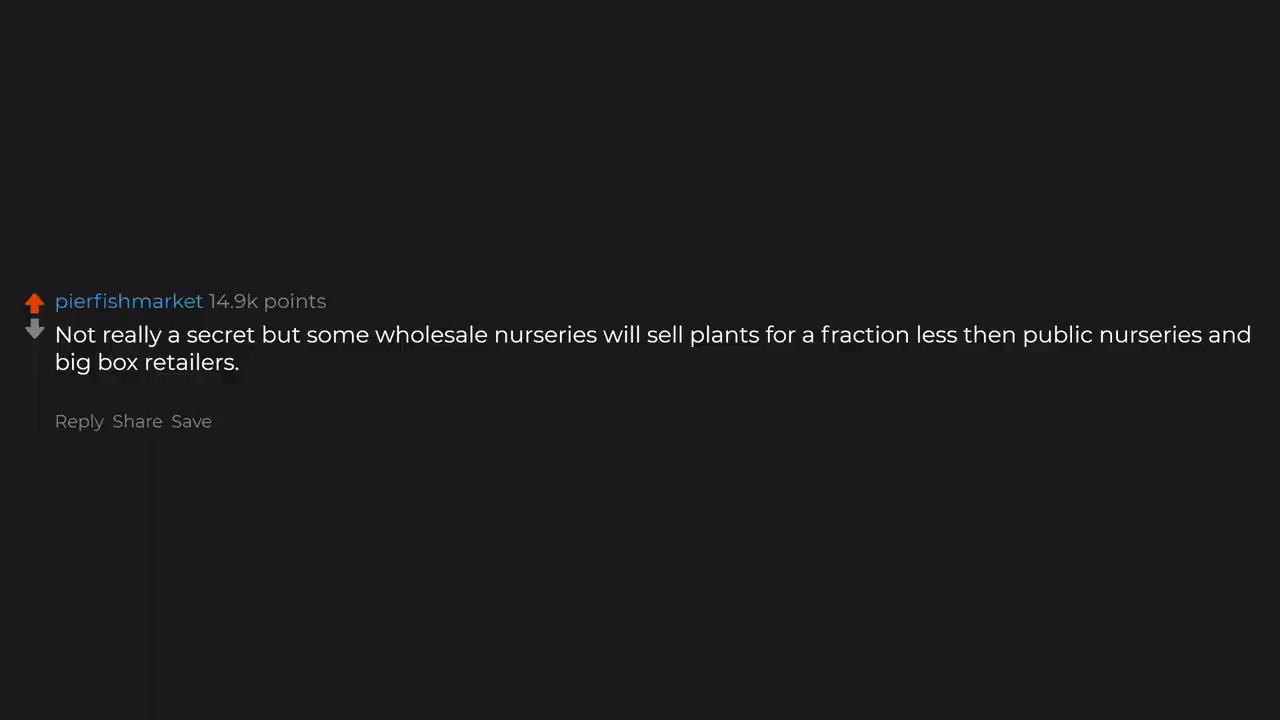 pierfishmarket 14.9k points
Not really a secret but some wholesale nurseries will sell plants for a fraction less then public nurseries and
big box retailers.
Reply Share Save